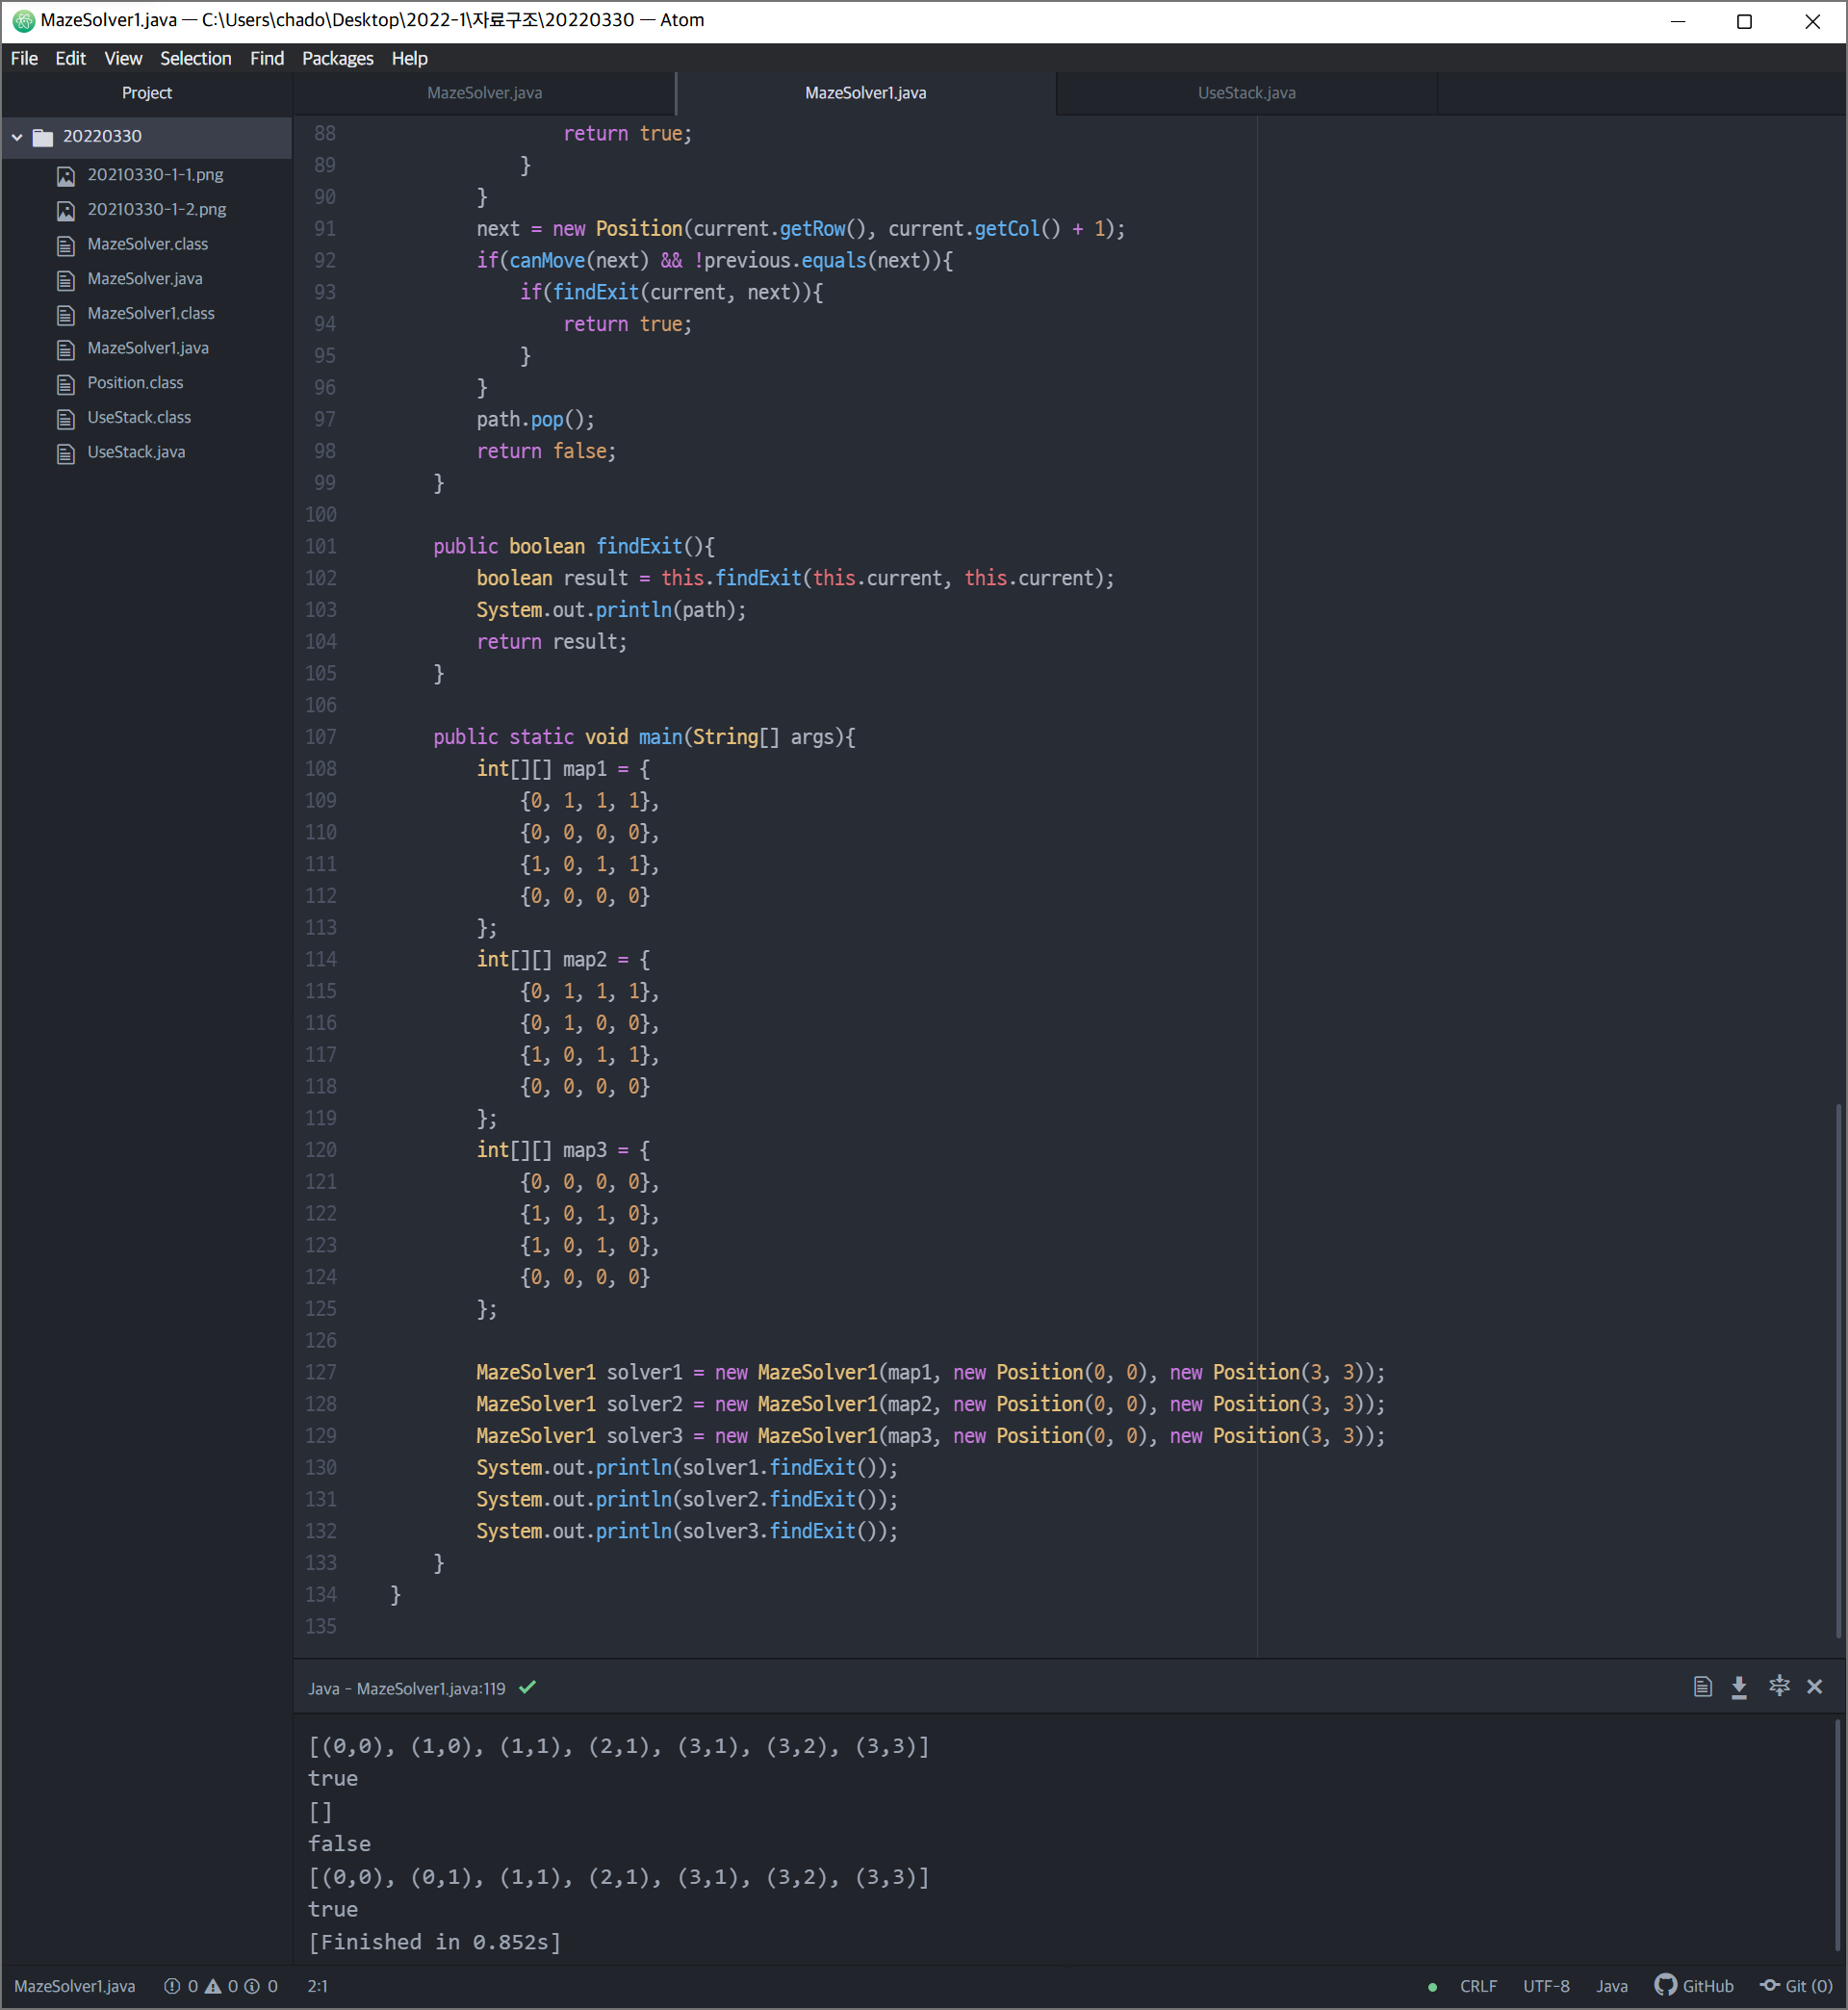 MazeSolver1.java — C:\Users\chado\Desktop\2022-1\자료구조\20220330 — Atom
File Edit View Selection Find Packages Help
Project
MazeSolver.java
MazeSolver1.java
UseStack.java
20220330
20210330-1-1.png
20210330-1-2.png
MazeSolver.class
MazeSolver.java
MazeSolver1.class
MazeSolver1.java
Position.class
UseStack.class
UseStack.java
88 return true;
89 }
90 }
91 next = new Position(current.getRow(), current.getCol() + 1);
92 if(canMove(next) && !previous.equals(next)){
93 if(findExit(current, next)){
94 return true;
95 }
96 }
97 path.pop();
98 return false;
99 }
100
101 public boolean findExit(){
102 boolean result = this.findExit(this.current, this.current);
103 System.out.println(path);
104 return result;
105 }
106
107 public static void main(String[] args){
108 int[][] map1 = {
109 {0, 1, 1, 1},
110 {0, 0, 0, 0},
111 {1, 0, 1, 1},
112 {0, 0, 0, 0}
113 };
114 int[][] map2 = {
115 {0, 1, 1, 1},
116 {0, 1, 0, 0},
117 {1, 0, 1, 1},
118 {0, 0, 0, 0}
119 };
120 int[][] map3 = {
121 {0, 0, 0, 0},
122 {1, 0, 1, 0},
123 {1, 0, 1, 0},
124 {0, 0, 0, 0}
125 };
126
127 MazeSolver1 solver1 = new MazeSolver1(map1, new Position(0, 0), new Position(3, 3));
128 MazeSolver1 solver2 = new MazeSolver1(map2, new Position(0, 0), new Position(3, 3));
129 MazeSolver1 solver3 = new MazeSolver1(map3, new Position(0, 0), new Position(3, 3));
130 System.out.println(solver1.findExit());
131 System.out.println(solver2.findExit());
132 System.out.println(solver3.findExit());
133 }
134 }
135
Java - MazeSolver1.java:119
[(0,0), (1,0), (1,1), (2,1), (3,1), (3,2), (3,3)]
true
[]
false
[(0,0), (0,1), (1,1), (2,1), (3,1), (3,2), (3,3)]
true
[Finished in 0.852s]
MazeSolver1.java 0 0 0 2:1 CRLF UTF-8 Java GitHub Git (0)